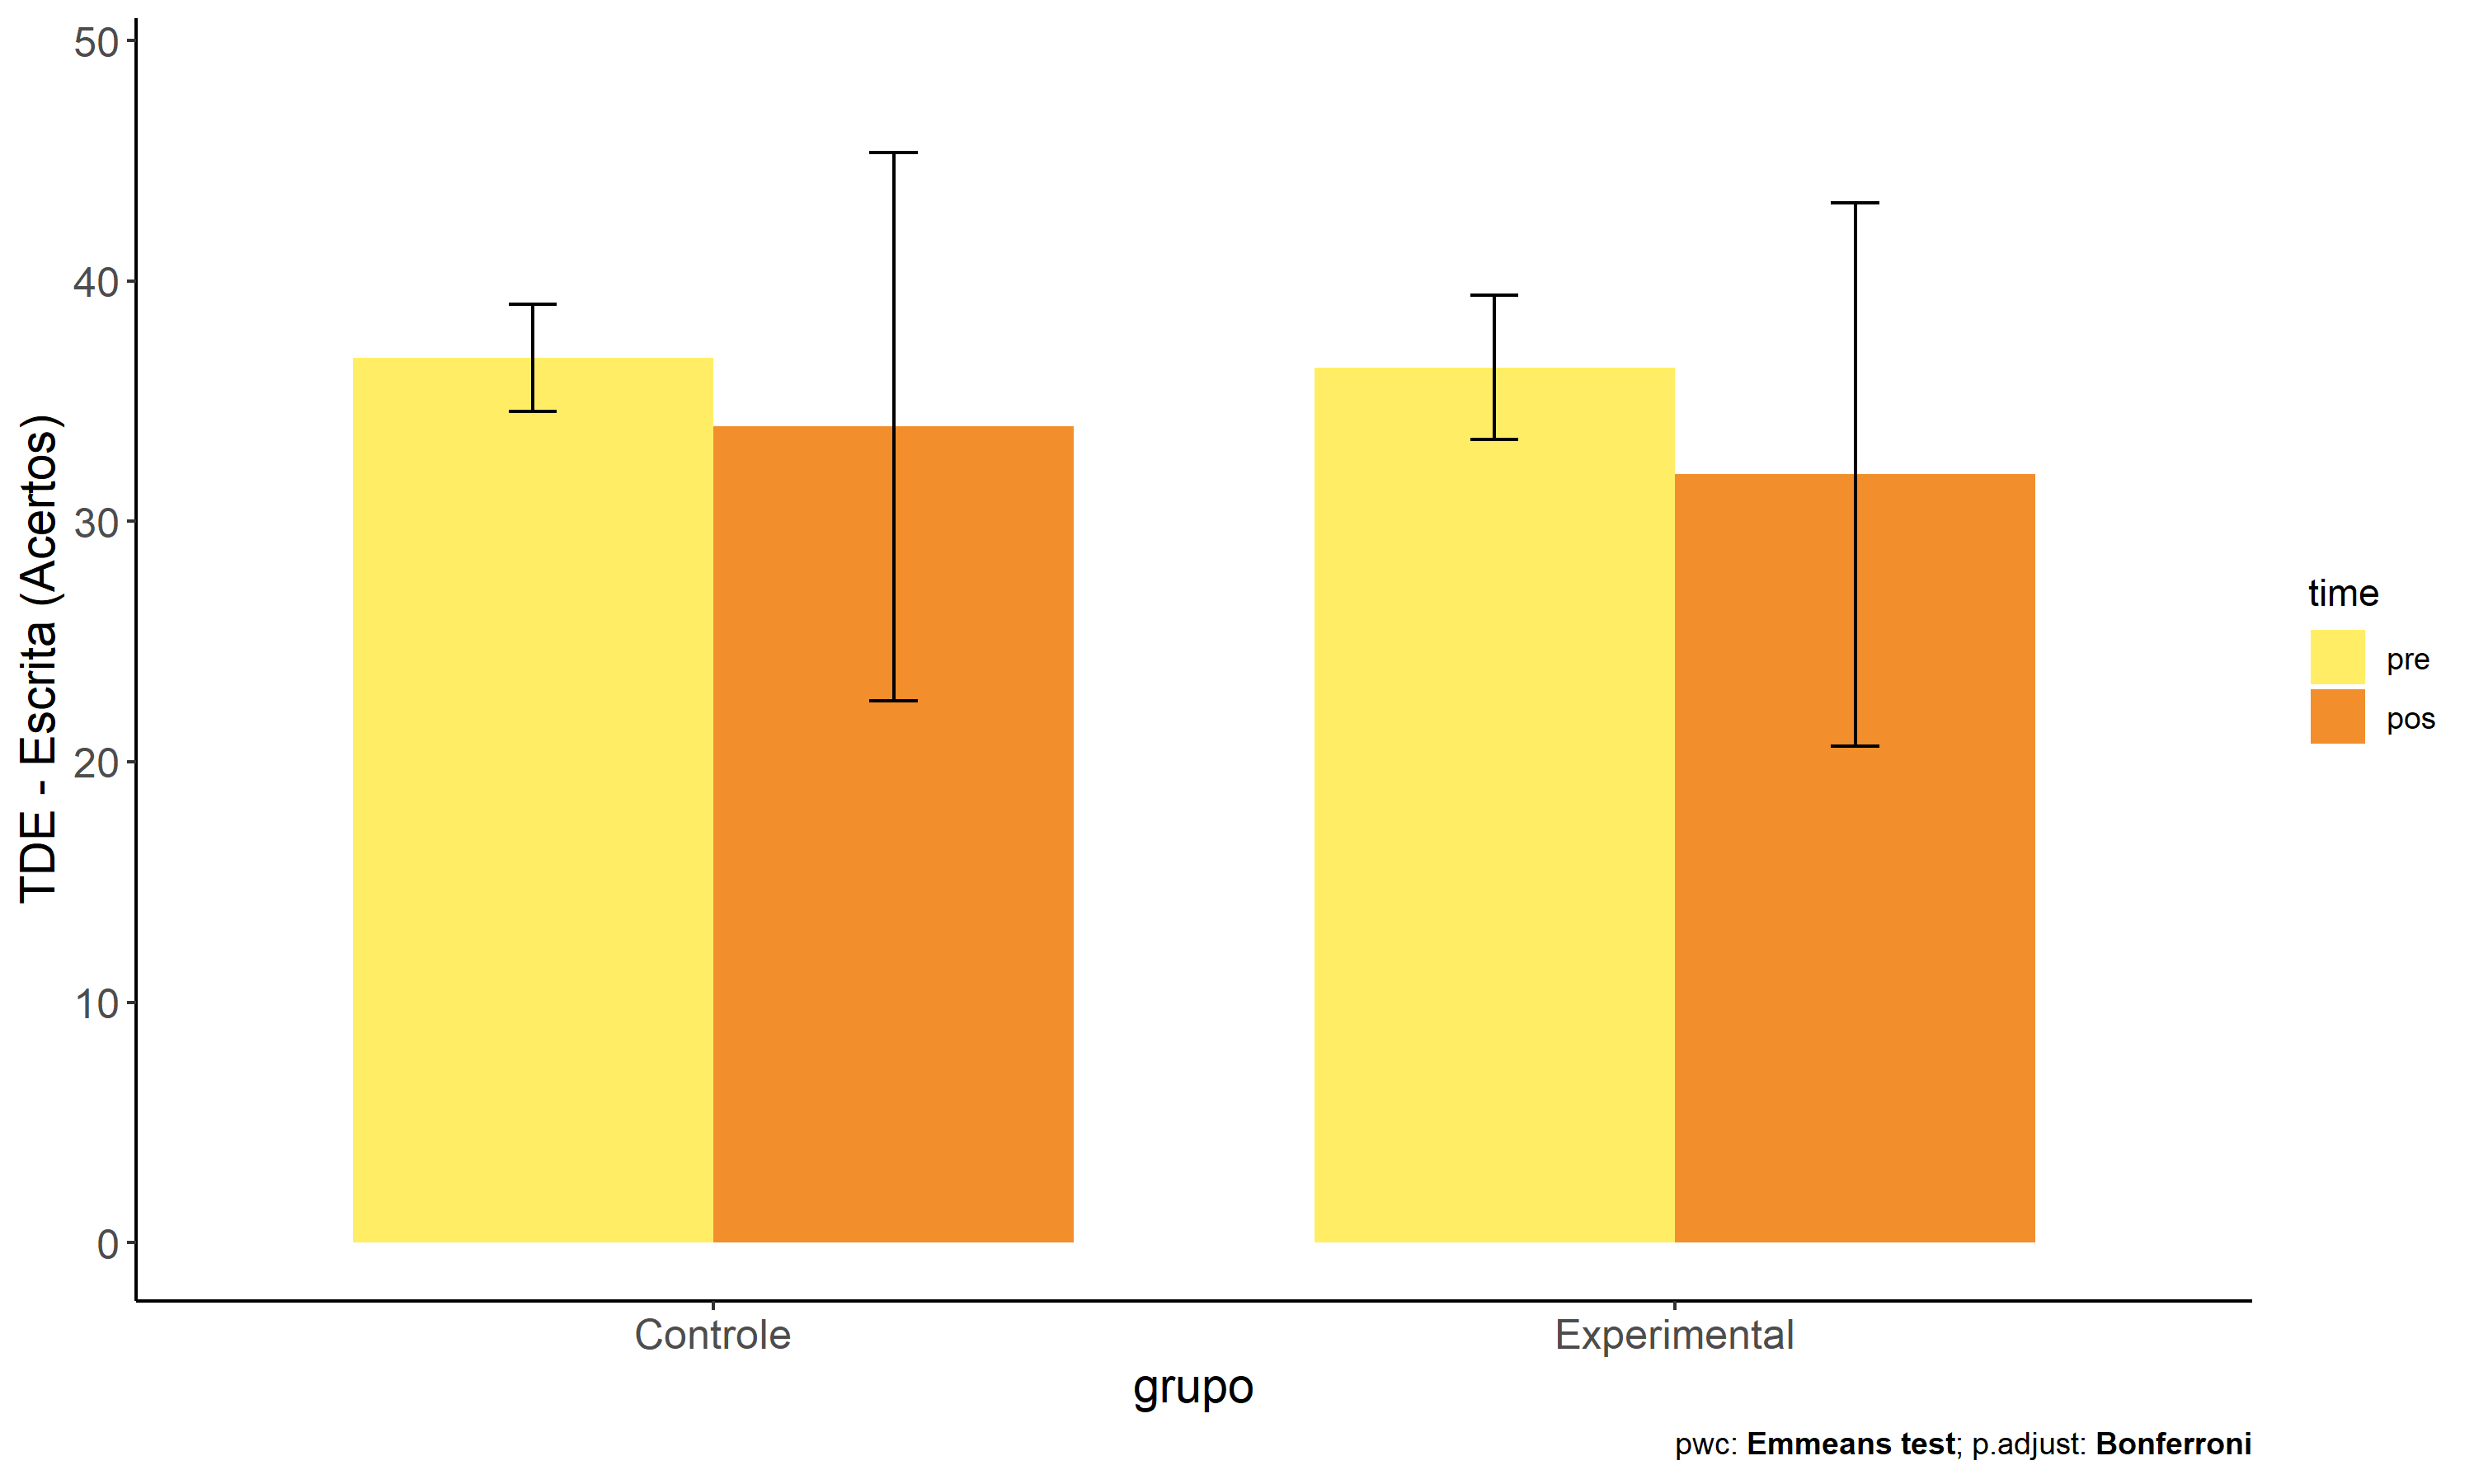 50
40
30
20
10
0
TDE - Escrita (Acertos)
Controle
Experimental
grupo
time
pre
pos
pwc: Emmeans test; p.adjust: Bonferroni